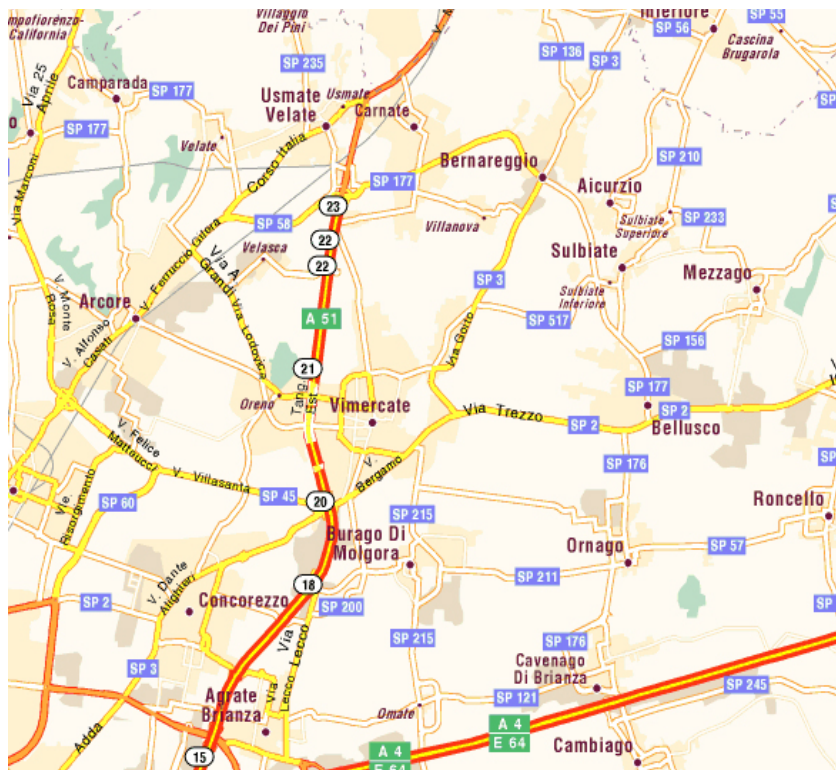 mpofiorenzo-
California
Villaggio
Dei Pini
V. A
Inferiore
SP 55
SP 56
Cascina
Brugarola
SP 136
SP 3
SP 235
Via 25
Aprile
Camparada
SP 177
Usmate
Usmate
Velate
Carnate
o
SP 177
Velate
Corso Italia
SP 177
Bernareggio
SP 210
Via Marconi
Aicurzio
SP 58
23
Villanova
Sulbiate
Superiore
SP 233
V. Ferruccio Gilera
Via A
Grandi
Velasca
22
22
Sulbiate
Mezzago
SP 3
Sulbiate
Inferiore
V. Monte
Rosa
Arcore
V. Alfonso
Casati
Via Lodovica
A 51
SP 517
Via Goito
SP 156
21
SP 177
Oreno
Tang.
Est
Vimercate
Via Trezzo
SP 2
SP 2
V
Bellusco
V. Felice
Matteucci
V. Villasanta
V.
Bergamo
SP 176
SP
SP 45
20
SP 60
Vle.
Risorgimento
SP 215
Roncello
Burago Di
Molgora
Ornago
SP 57
V. Dante
Alighieri
18
SP 211
SP 2
Concorezzo
SP 200
SP
Via
Lecco-Lecco
SP 215
SP 176
SP 3
Cavenago
Di Brianza
Via
Agrate
Brianza
Omate
SP 121
SP 245
Adda
A 4
E 64
A 4
E 64
Cambiago
15